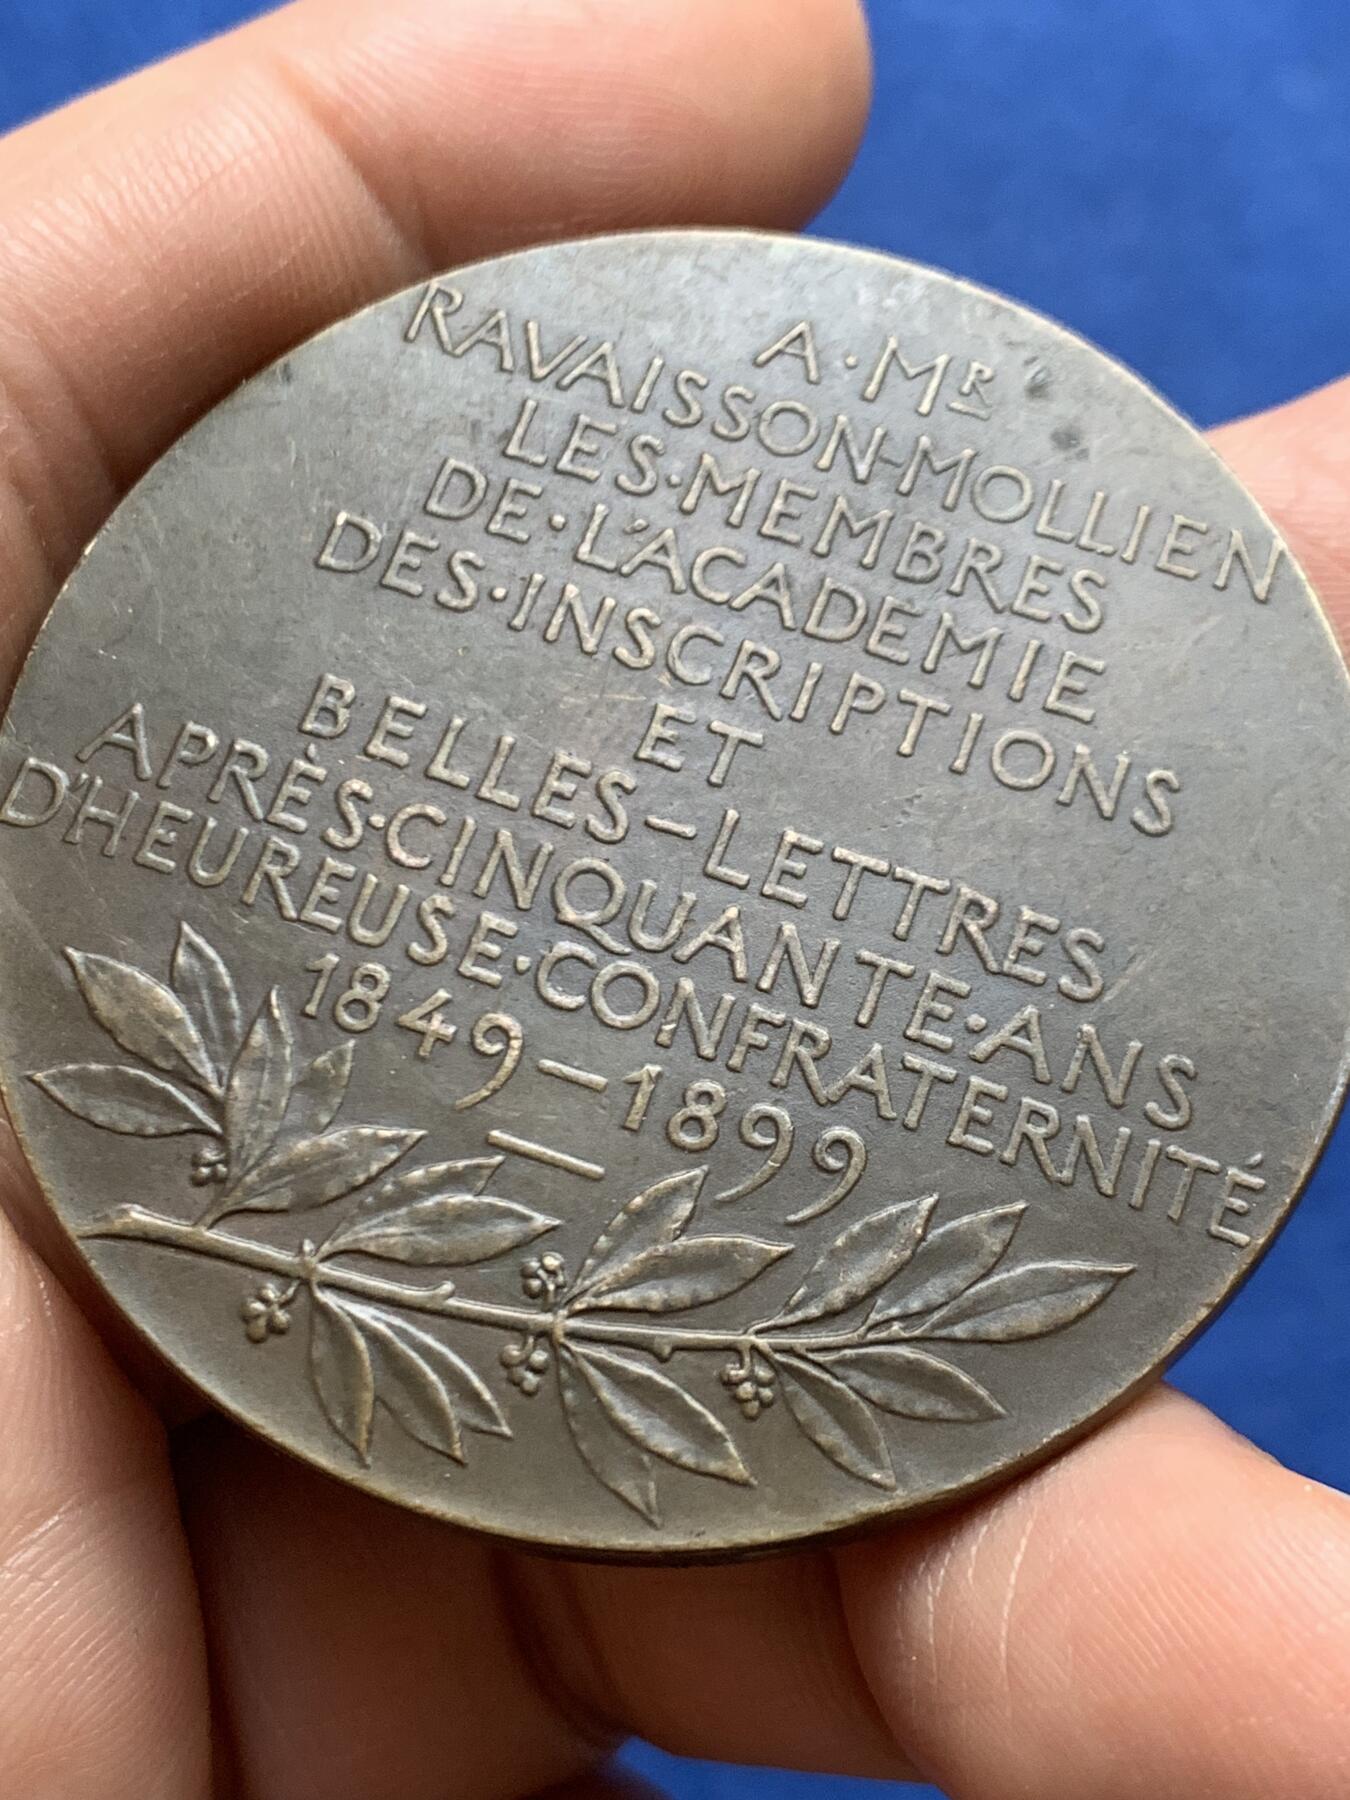 A·MR
RAVAISSON-MOLLIEN
LES·MEMBRES
DE·L'ACADEMIE
DES·INSCRIPTIONS
ET
BELLES-LETTRES
APRÈS·CINQUANTE·ANS
D'HEUREUSE·CONFRATERNITÉ
1849-1899